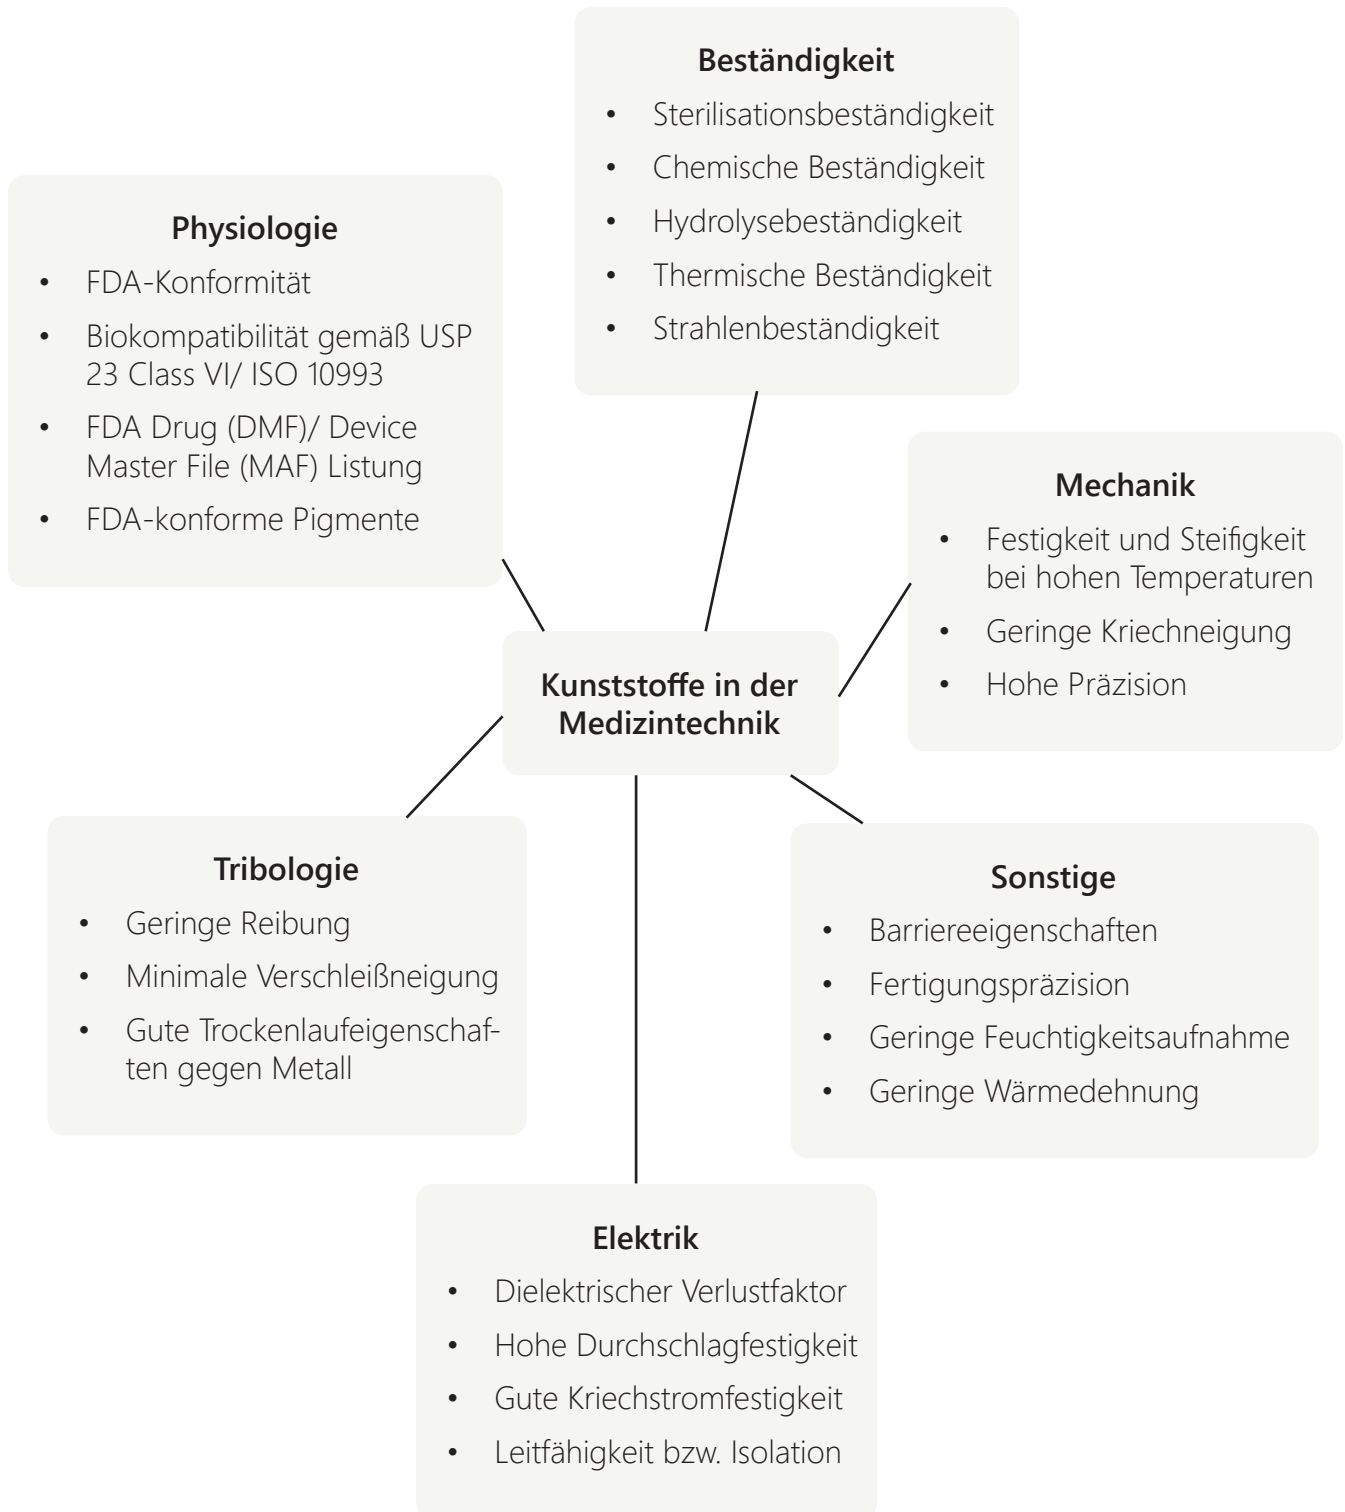 Beständigkeit
• Sterilisationsbeständigkeit
• Chemische Beständigkeit
• Hydrolysebeständigkeit
• Thermische Beständigkeit
• Strahlenbeständigkeit
Physiologie
• FDA-Konformität
• Biokompatibilität gemäß USP
23 Class VI/ ISO 10993
• FDA Drug (DMF)/ Device
Master File (MAF) Listung
• FDA-konforme Pigmente
Mechanik
• Festigkeit und Steifigkeit
bei hohen Temperaturen
• Geringe Kriechneigung
• Hohe Präzision
Kunststoffe in der
Medizintechnik
Tribologie
• Geringe Reibung
• Minimale Verschleißneigung
• Gute Trockenlaufeigenschaf-
ten gegen Metall
Sonstige
• Barriereeigenschaften
• Fertigungspräzision
• Geringe Feuchtigkeitsaufnahme
• Geringe Wärmedehnung
Elektrik
• Dielektrischer Verlustfaktor
• Hohe Durchschlagfestigkeit
• Gute Kriechstromfestigkeit
• Leitfähigkeit bzw. Isolation